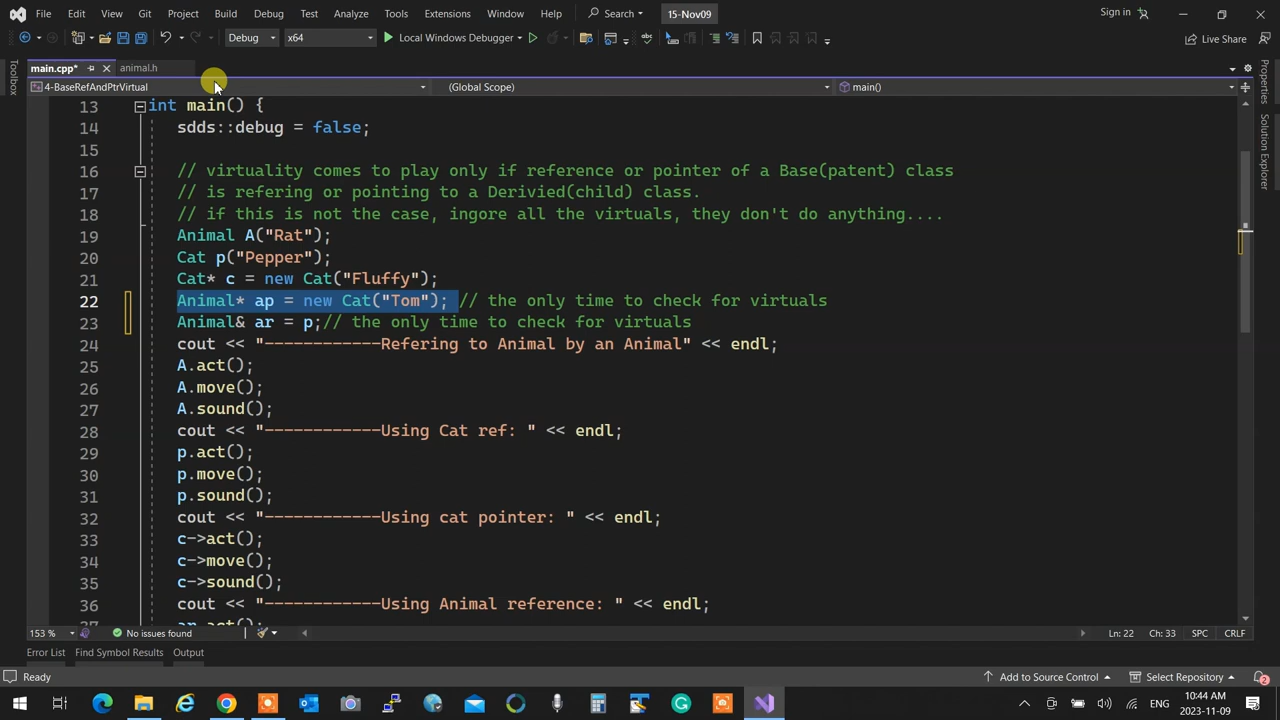 File Edit View Git Project Build Debug Test Analyze Tools Extensions Window Help Search 15-Nov09 Sign in
Debug x64 Local Windows Debugger Live Share
main.cpp* animal.h
4-BaseRefAndPtrVirtual (Global Scope) main()
Toolbox
Properties
Solution Explorer
13 int main() {
14 sdds::debug = false;
15
16 // virtuality comes to play only if reference or pointer of a Base(patent) class
17 // is refering or pointing to a Derivied(child) class.
18 // if this is not the case, ingore all the virtuals, they don't do anything....
19 Animal A("Rat");
20 Cat p("Pepper");
21 Cat* c = new Cat("Fluffy");
22 Animal* ap = new Cat("Tom"); // the only time to check for virtuals
23 Animal& ar = p;// the only time to check for virtuals
24 cout << "------------Refering to Animal by an Animal" << endl;
25 A.act();
26 A.move();
27 A.sound();
28 cout << "------------Using Cat ref: " << endl;
29 p.act();
30 p.move();
31 p.sound();
32 cout << "------------Using cat pointer: " << endl;
33 c->act();
34 c->move();
35 c->sound();
36 cout << "------------Using Animal reference: " << endl;
37 ar.act();
153 % No issues found Ln: 22 Ch: 33 SPC CRLF
Error List Find Symbol Results Output
Ready Add to Source Control Select Repository 2
ENG 10:44 AM
2023-11-09